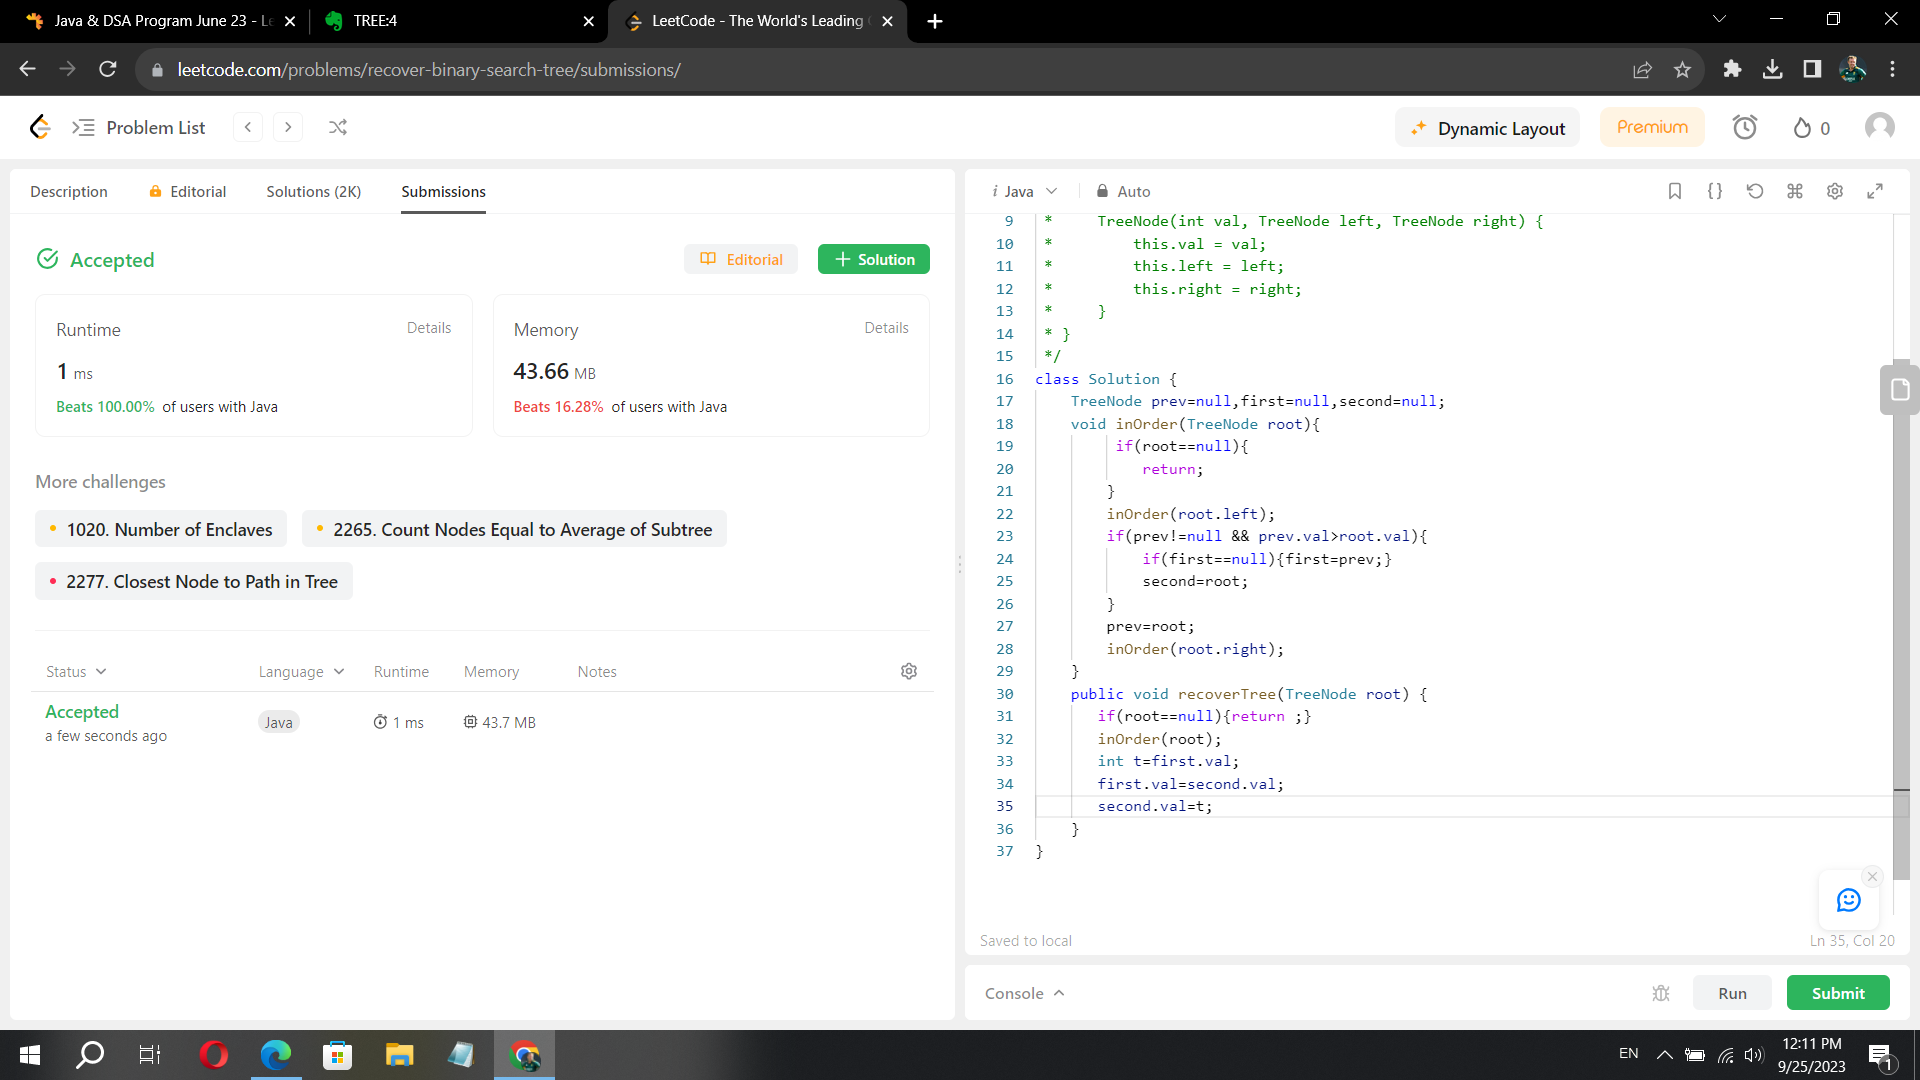 Java & DSA Program June 23 - Le
TREE:4
LeetCode - The World's Leading
leetcode.com/problems/recover-binary-search-tree/submissions/
Problem List
Dynamic Layout
Premium
0
Description
Editorial
Solutions (2K)
Submissions
Accepted
Editorial
+ Solution
Runtime
Details
1 ms
Beats 100.00% of users with Java
Memory
Details
43.66 MB
Beats 16.28% of users with Java
More challenges
1020. Number of Enclaves
2265. Count Nodes Equal to Average of Subtree
2277. Closest Node to Path in Tree
Status
Language
Runtime
Memory
Notes
Accepted
a few seconds ago
Java
1 ms
43.7 MB
i Java
Auto
9 *     TreeNode(int val, TreeNode left, TreeNode right) {
10 *         this.val = val;
11 *         this.left = left;
12 *         this.right = right;
13 *     }
14 * }
15 */
16 class Solution {
17     TreeNode prev=null,first=null,second=null;
18     void inOrder(TreeNode root){
19          if(root==null){
20             return;
21         }
22         inOrder(root.left);
23         if(prev!=null && prev.val>root.val){
24             if(first==null){first=prev;}
25             second=root;
26         }
27         prev=root;
28         inOrder(root.right);
29     }
30     public void recoverTree(TreeNode root) {
31        if(root==null){return ;}
32        inOrder(root);
33        int t=first.val;
34        first.val=second.val;
35        second.val=t;
36     }
37 }
Saved to local
Ln 35, Col 20
Console
Run
Submit
EN
12:11 PM
9/25/2023
1